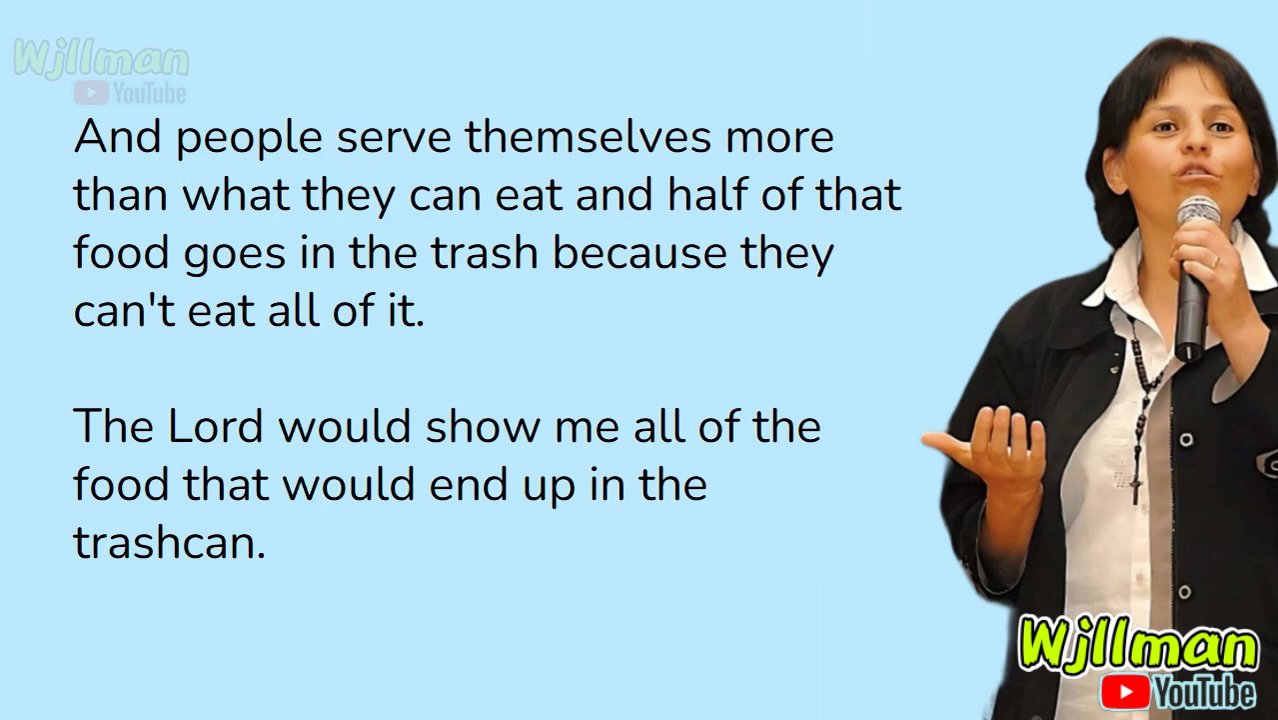 Wjllman
YouTube
And people serve themselves more
than what they can eat and half of that
food goes in the trash because they
can't eat all of it.
The Lord would show me all of the
food that would end up in the
trashcan.
Wjllman
YouTube